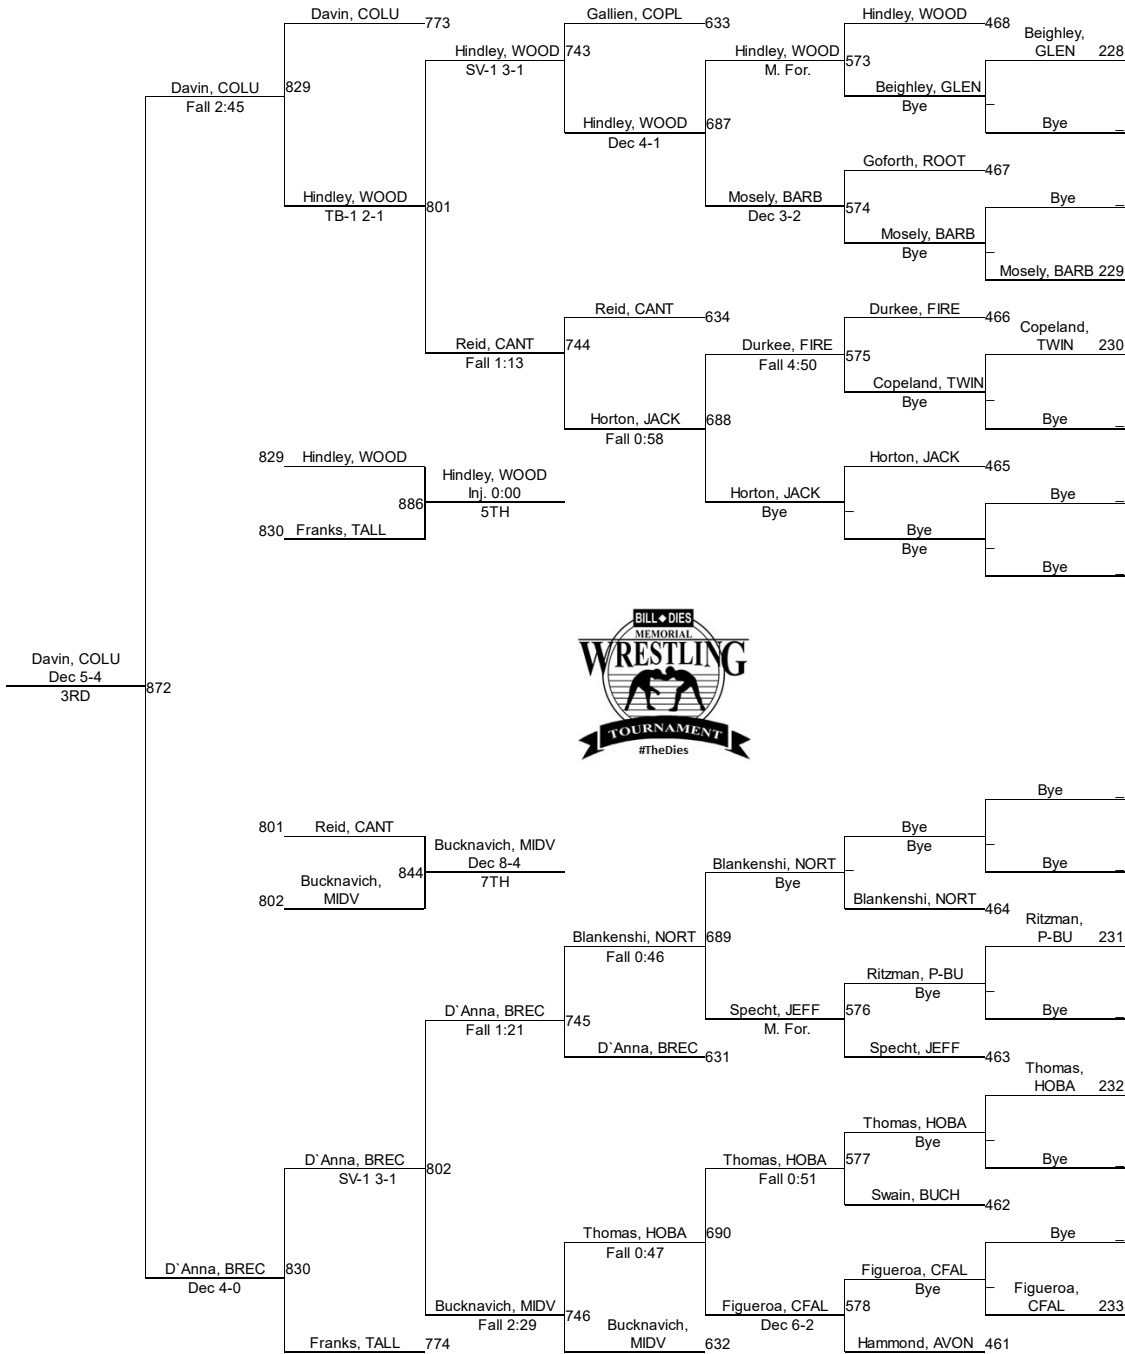 Davin, COLU
773
Gallien, COPL
633
Hindley, WOOD
468
Beighley,
GLEN 228
Hindley, WOOD
743
SV-1 3-1
Hindley, WOOD
M. For.
573
Davin, COLU
829
Fall 2:45
Beighley, GLEN
Bye
_
Hindley, WOOD
687
Dec 4-1
Bye _
Goforth, ROOT
467
Hindley, WOOD
TB-1 2-1
801
Mosely, BARB
Dec 3-2
574
Bye _
Mosely, BARB
Bye
_
Mosely, BARB 229
Reid, CANT
634
Durkee, FIRE
466
Copeland,
TWIN 230
Reid, CANT
Fall 1:13
744
Durkee, FIRE
Fall 4:50
575
Copeland, TWIN
Bye
_
Horton, JACK
Fall 0:58
688
Bye _
829 Hindley, WOOD
Hindley, WOOD
Inj. 0:00
5TH
886
Horton, JACK
465
Horton, JACK
Bye
_
Bye _
830 Franks, TALL
Bye
Bye
_
Bye _
BILL◆DIES
MEMORIAL
WRESTLING
TOURNAMENT
#TheDies
Davin, COLU
Dec 5-4
3RD
872
Bye _
801 Reid, CANT
Bye
Bye
_
Bucknavich, MIDV
Dec 8-4
7TH
844
Blankenshi, NORT
Bye
_
Bye _
Bucknavich,
802 MIDV
Blankenshi, NORT
464
Ritzman,
P-BU 231
Blankenshi, NORT
689
Fall 0:46
Ritzman, P-BU
Bye
_
D`Anna, BREC
Fall 1:21
745
Specht, JEFF
M. For.
576
Bye _
D`Anna, BREC
631
Specht, JEFF
463
Thomas,
HOBA 232
Thomas, HOBA
Bye
_
D`Anna, BREC
SV-1 3-1
802
Thomas, HOBA
Fall 0:51
577
Bye _
Swain, BUCH
462
Thomas, HOBA
690
Fall 0:47
Bye _
D`Anna, BREC
Dec 4-0
830
Figueroa, CFAL
Bye
_
Bucknavich, MIDV
Fall 2:29
746
Figueroa, CFAL
Dec 6-2
578
Figueroa,
CFAL 233
Franks, TALL
774
Bucknavich,
MIDV
632
Hammond, AVON
461